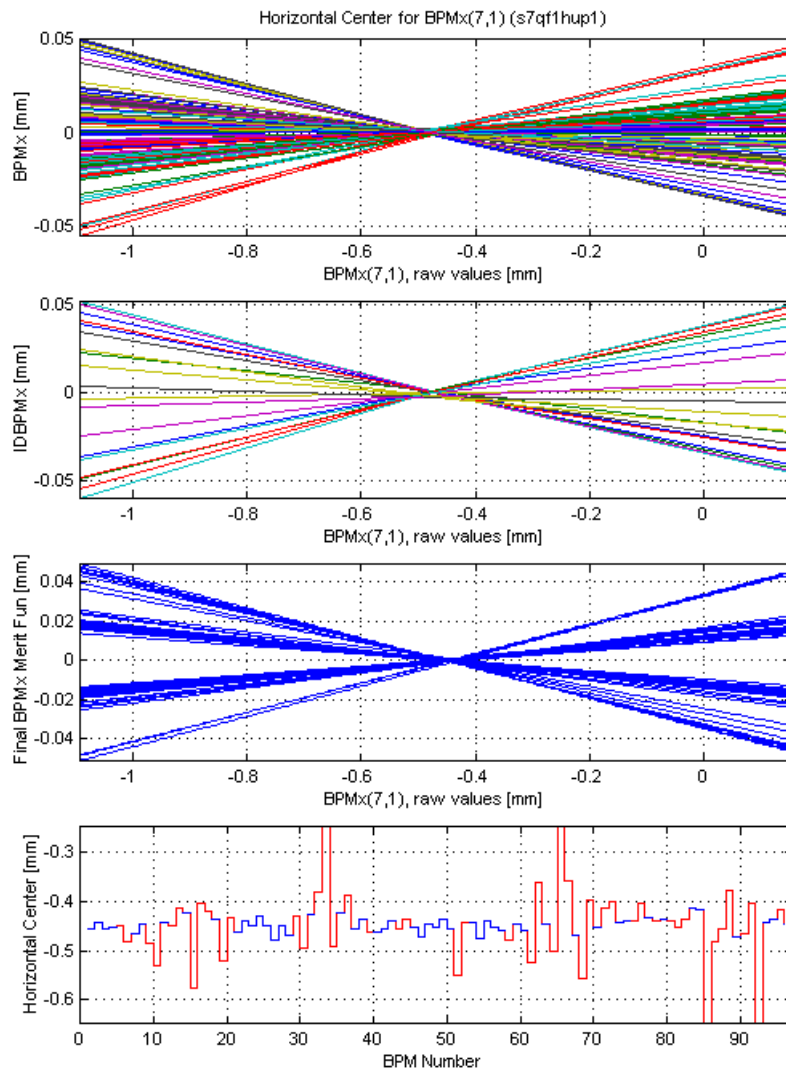 Horizontal Center for BPMx(7,1) (s7qf1hup1)
BPMx [mm]
0.05
0
-0.05
-1 -0.8 -0.6 -0.4 -0.2 0
BPMx(7,1), raw values [mm]
IDBPMx [mm]
0.05
0
-0.05
-1 -0.8 -0.6 -0.4 -0.2 0
BPMx(7,1), raw values [mm]
Final BPMx Merit Fun [mm]
0.04
0.02
0
-0.02
-0.04
-1 -0.8 -0.6 -0.4 -0.2 0
BPMx(7,1), raw values [mm]
Horizontal Center [mm]
-0.3
-0.4
-0.5
-0.6
0 10 20 30 40 50 60 70 80 90
BPM Number